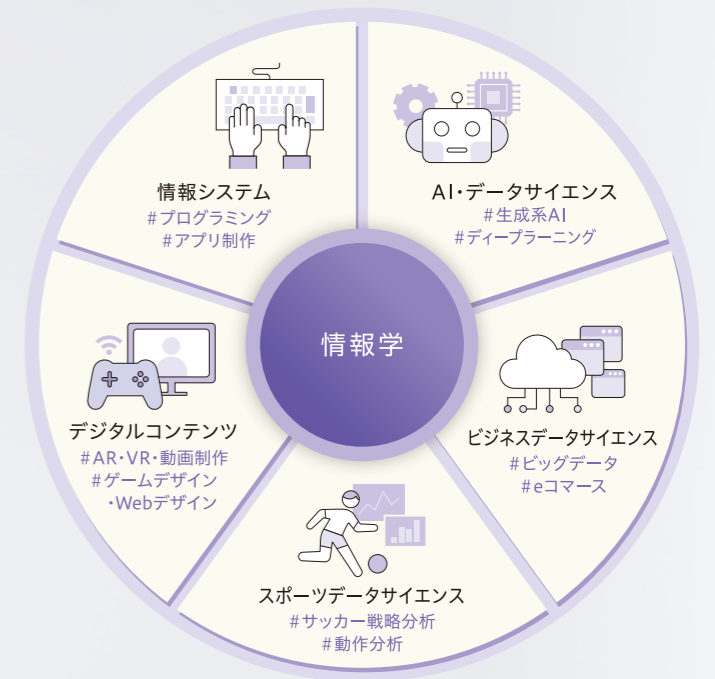 情報システム
#プログラミング
#アプリ制作
AI・データサイエンス
#生成系AI
#ディープラーニング
情報学
デジタルコンテンツ
#AR・VR・動画制作
#ゲームデザイン
・Webデザイン
ビジネスデータサイエンス
#ビッグデータ
#eコマース
スポーツデータサイエンス
#サッカー戦略分析
#動作分析